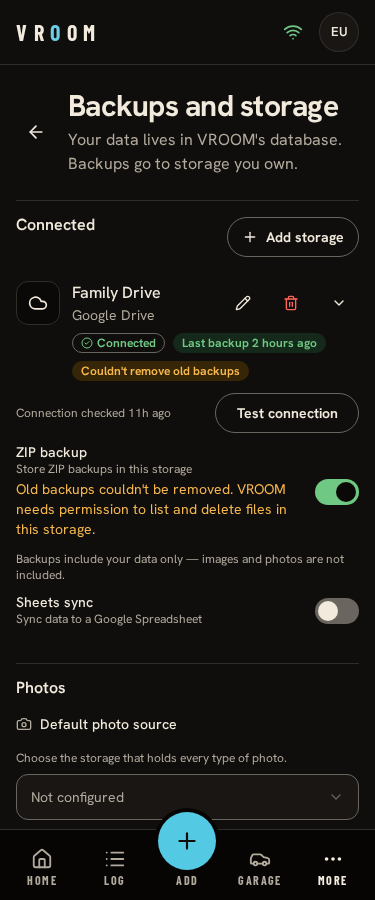 VROOM
EU
Backups and storage
Your data lives in VROOM's database.
Backups go to storage you own.
Connected
Add storage
Family Drive
Google Drive
Connected
Last backup 2 hours ago
Couldn't remove old backups
Connection checked 11h ago
Test connection
ZIP backup
Store ZIP backups in this storage
Old backups couldn't be removed. VROOM
needs permission to list and delete files in
this storage.
Backups include your data only — images and photos are not
included.
Sheets sync
Sync data to a Google Spreadsheet
Photos
Default photo source
Choose the storage that holds every type of photo.
Not configured
HOME
LOG
ADD
GARAGE
MORE